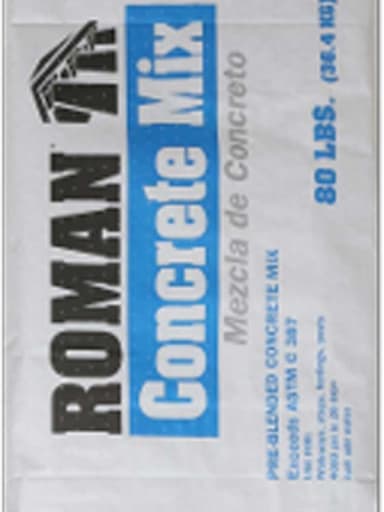 ROMAN
Concrete Mix
Mezcla de Concreto
80 LBS. (36.4 KG)
PRE-BLENDED CONCRETE MIX
Exceeds ASTM C 387